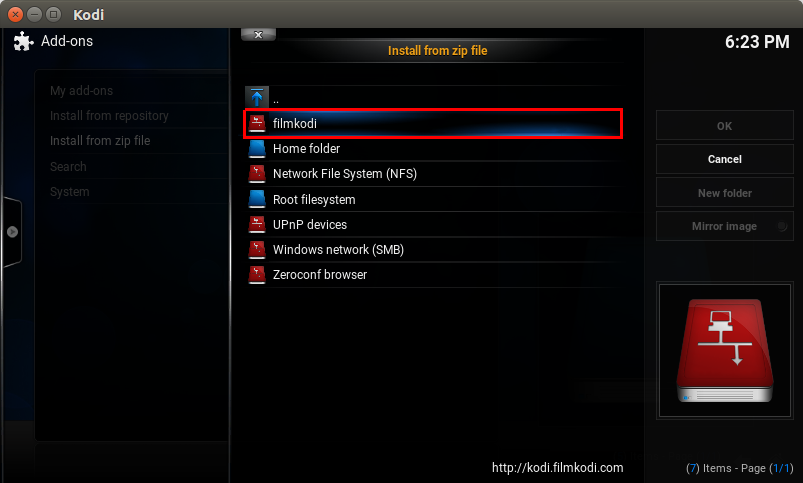 Kodi
Add-ons
My add-ons
Install from repository
Install from zip file
Search
System
x
Install from zip file
..
filmkodi
Home folder
Network File System (NFS)
Root filesystem
UPnP devices
Windows network (SMB)
Zeroconf browser
http://kodi.filmkodi.com
6:23 PM
OK
Cancel
New folder
Mirror image
(7) Items - Page (1/1)